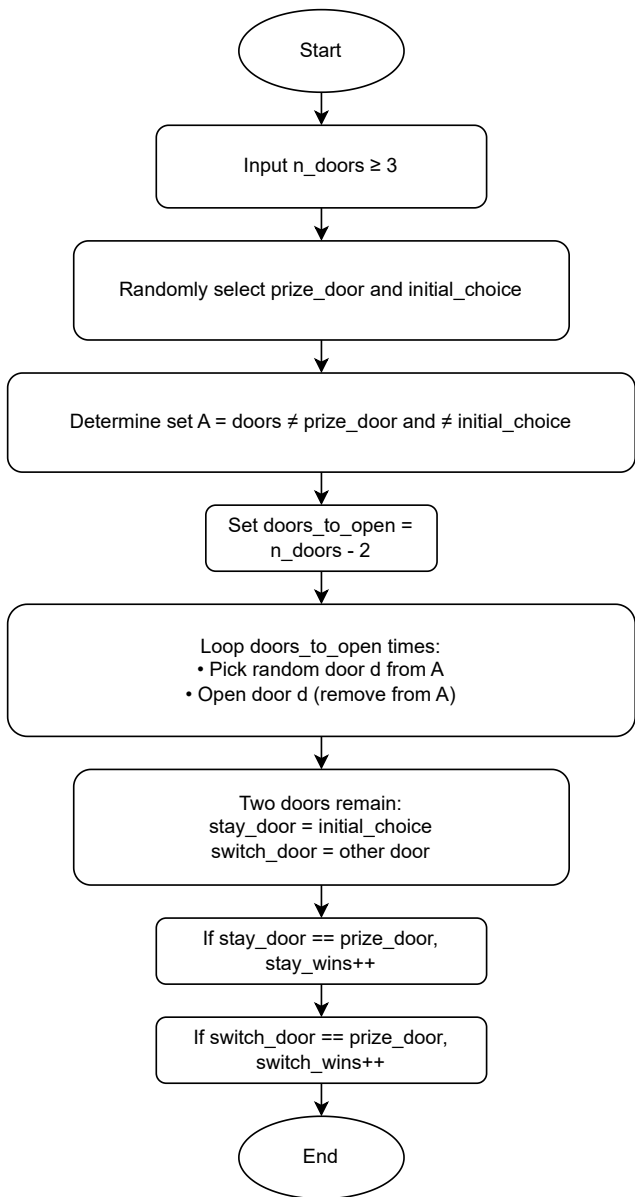 Start
Input n_doors ≥ 3
Randomly select prize_door and initial_choice
Determine set A = doors ≠ prize_door and ≠ initial_choice
Set doors_to_open =
n_doors - 2
Loop doors_to_open times:
• Pick random door d from A
• Open door d (remove from A)
Two doors remain:
stay_door = initial_choice
switch_door = other door
If stay_door == prize_door,
stay_wins++
If switch_door == prize_door,
switch_wins++
End